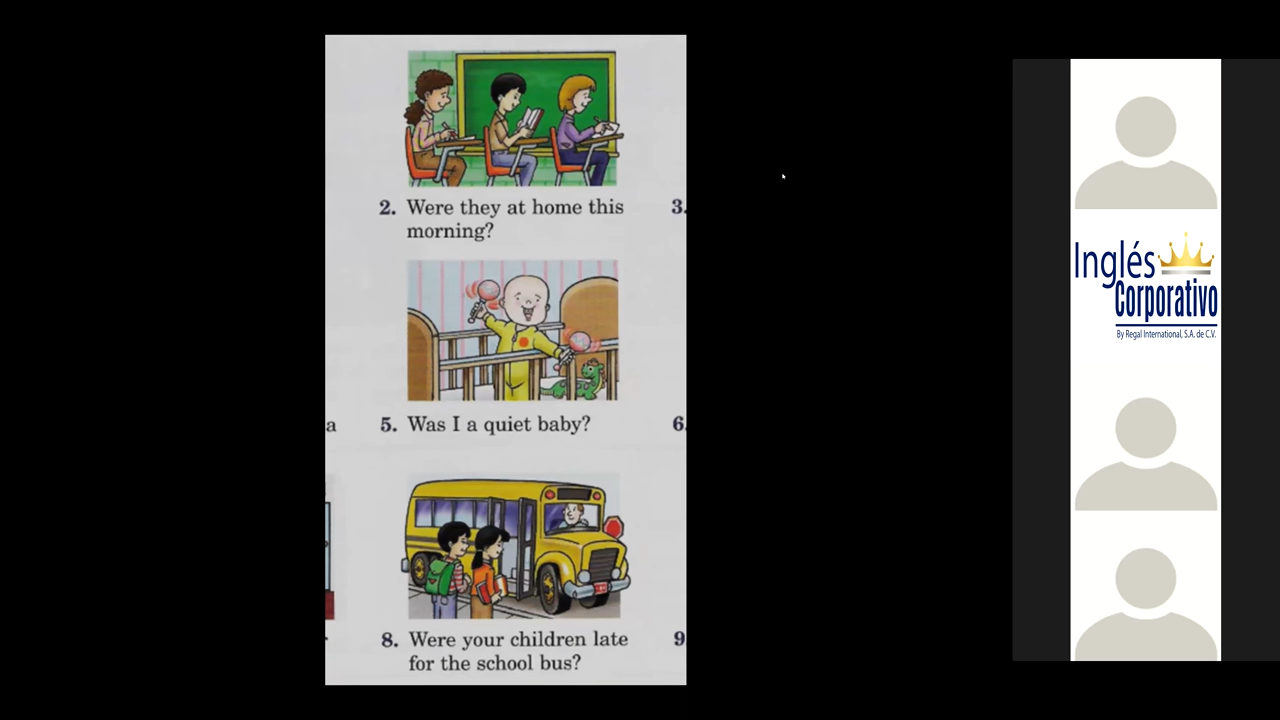 2. Were they at home this
morning?
3.
a
5. Was I a quiet baby?
6.
8. Were your children late
for the school bus?
9
Inglés
Corporativo
By Regal International, S.A. de C.V.